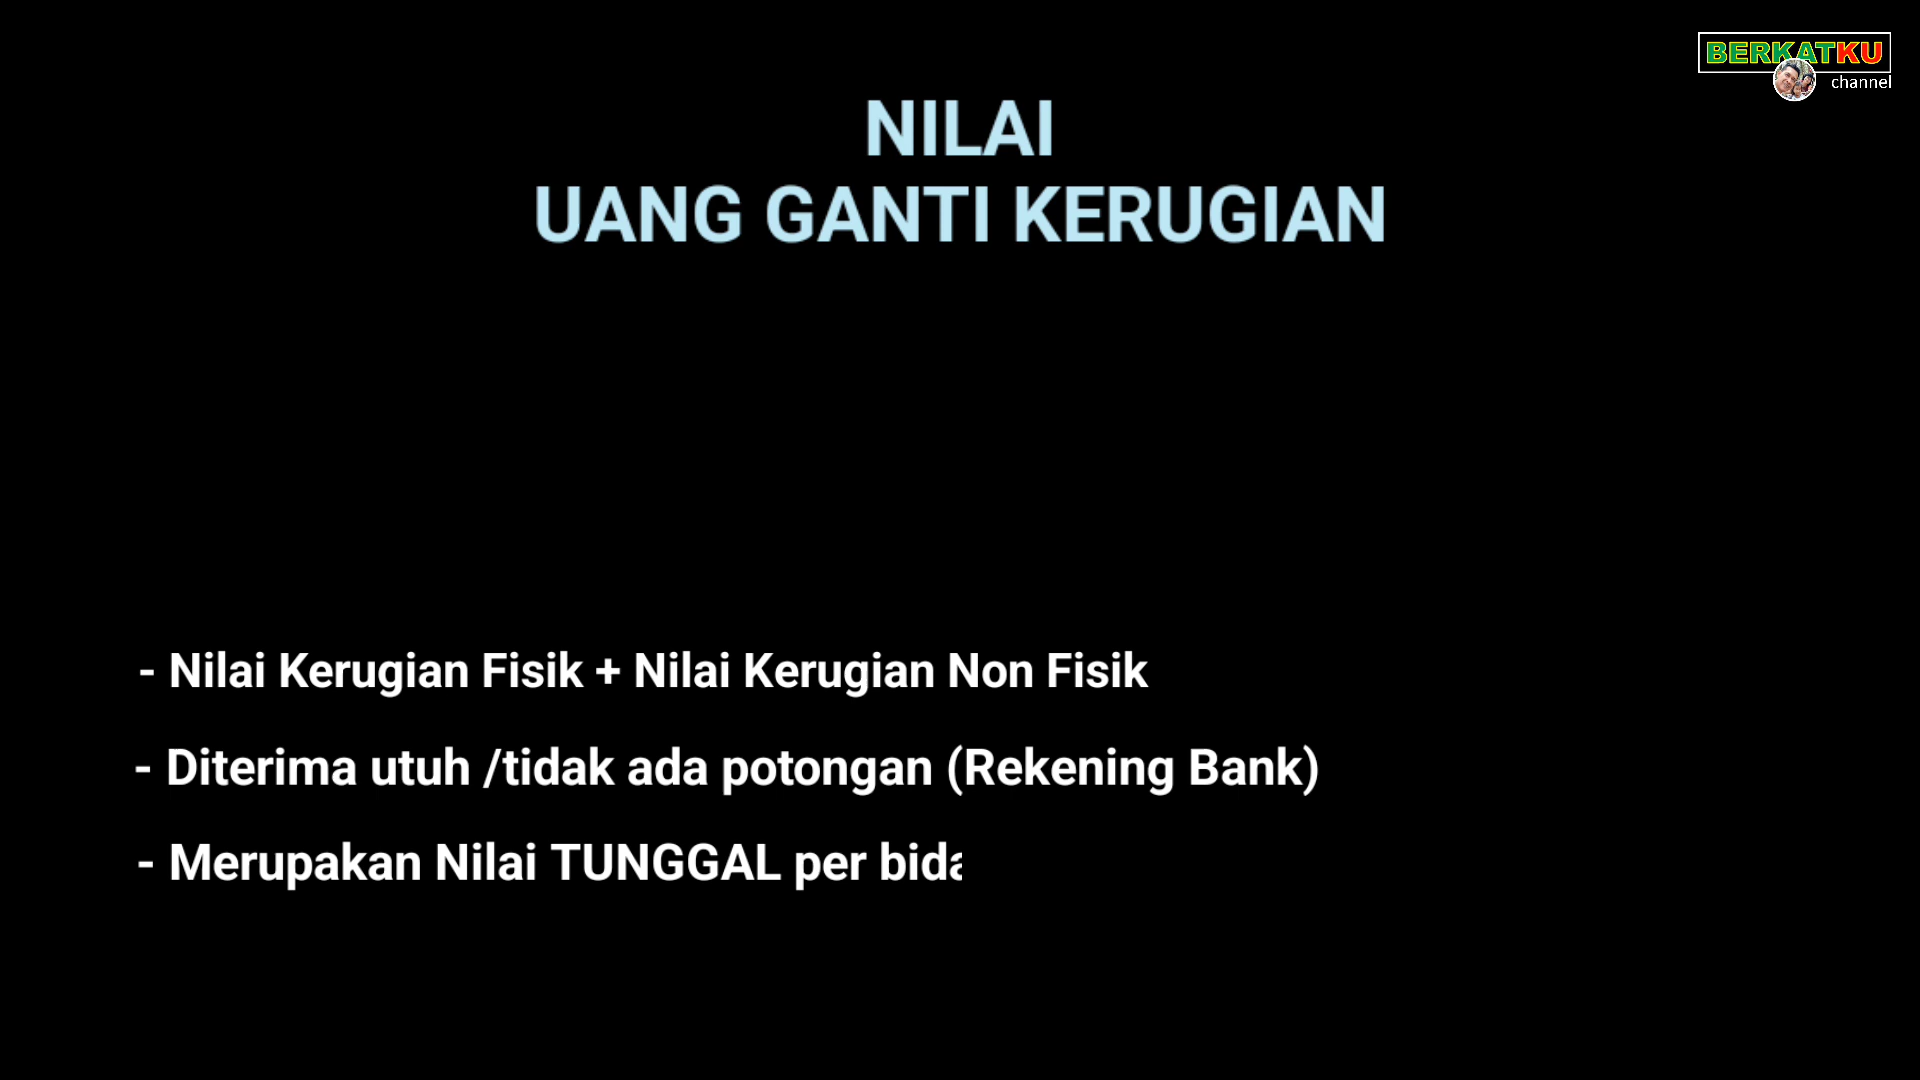 BERKATKU
channel
NILAI
UANG GANTI KERUGIAN
- Nilai Kerugian Fisik + Nilai Kerugian Non Fisik
- Diterima utuh /tidak ada potongan (Rekening Bank)
- Merupakan Nilai TUNGGAL per bida